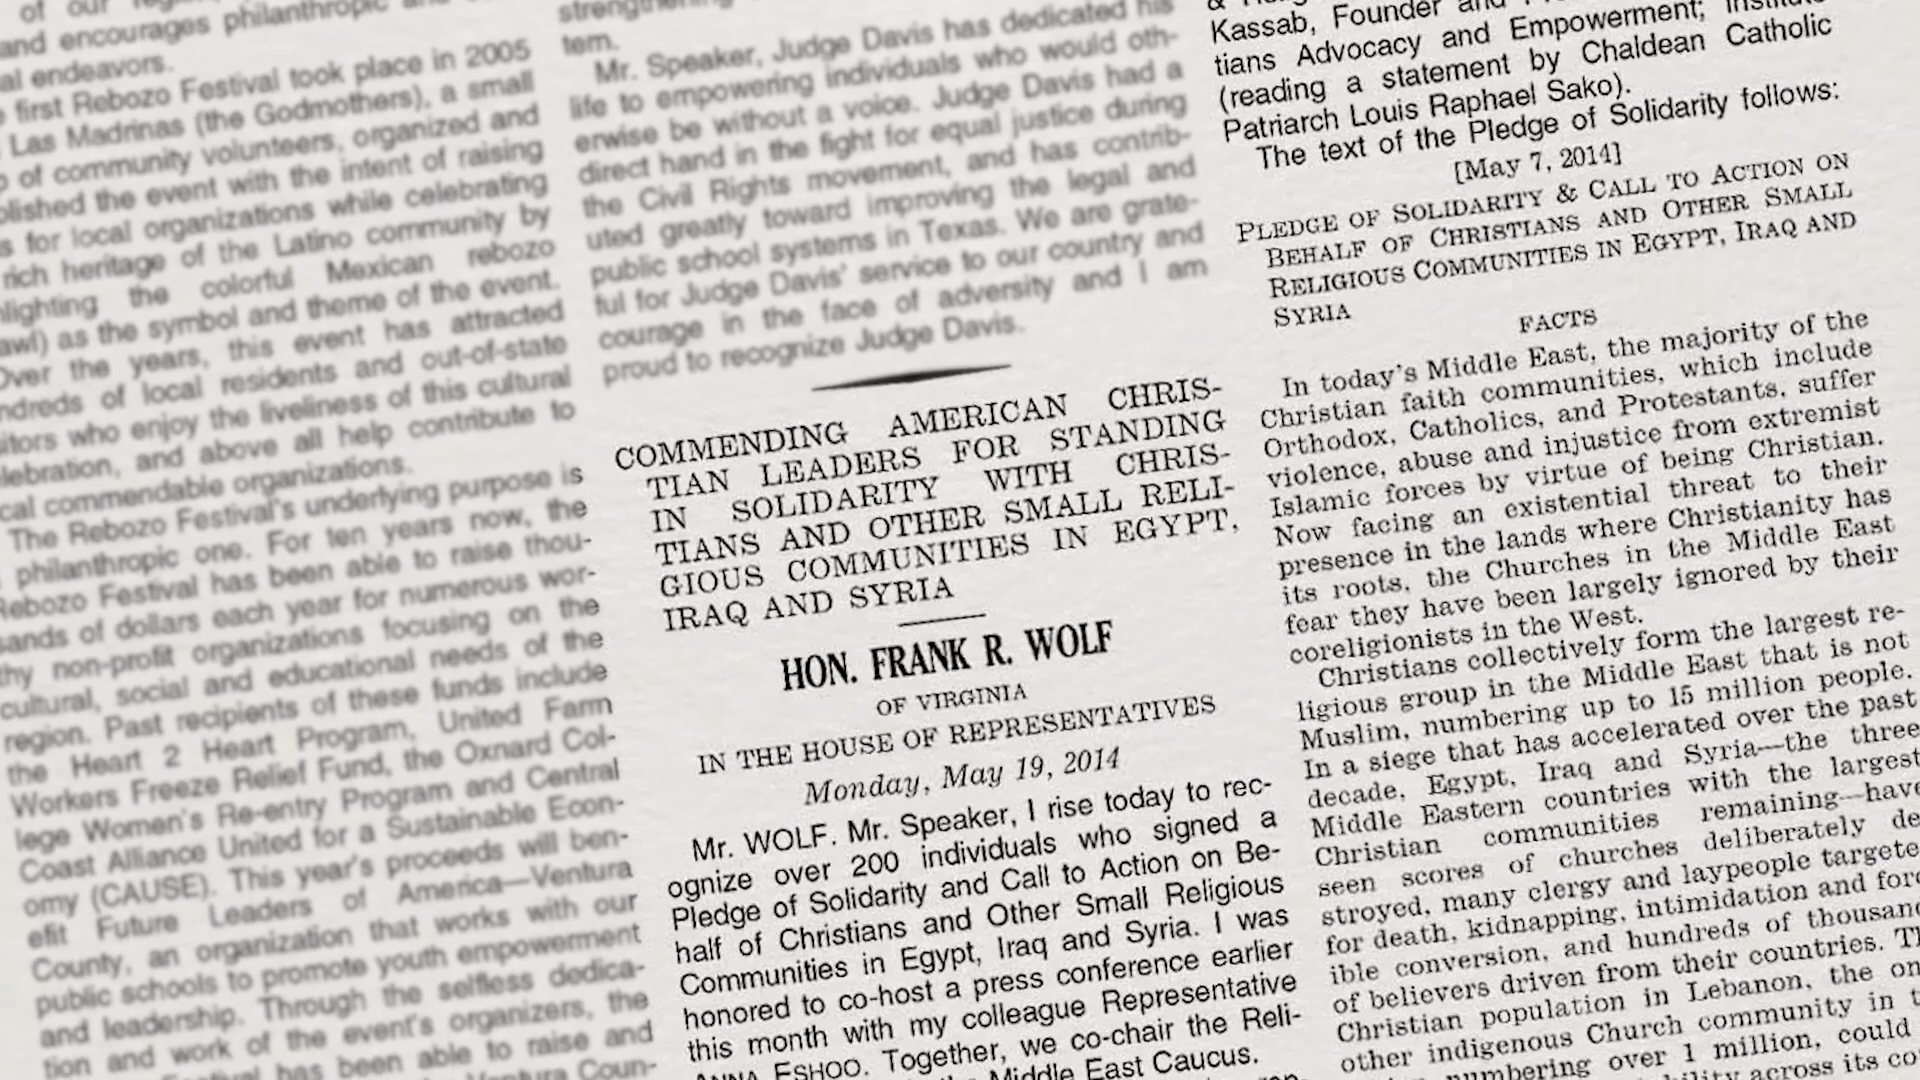 of our
and encourages philanthropic and
al endeavors.
first Rebozo Festival took place in 2005
Las Madrinas (the Godmothers), a small
of community volunteers, organized and
lished the event with the intent of raising
s for local organizations while celebrating
rich heritage of the Latino community by
lighting the colorful Mexican rebozo
awl) as the symbol and theme of the event.
Over the years, this event has attracted
ndreds of local residents and out-of-state
itors who enjoy the liveliness of this cultural
lebration, and above all help contribute to
cal commendable organizations.
The Rebozo Festival's underlying purpose is
philanthropic one. For ten years now, the
Rebozo Festival has been able to raise thou-
sands of dollars each year for numerous wor-
thy non-profit organizations focusing on the
cultural, social and educational needs of the
region. Past recipients of these funds include
the Heart 2 Heart Program, United Farm
Workers Freeze Relief Fund, the Oxnard Col-
lege Women's Re-entry Program and Central
Coast Alliance United for a Sustainable Econ-
omy (CAUSE). This year's proceeds will ben-
efit Future Leaders of America—Ventura
County, an organization that works with our
public schools to promote youth empowerment
and leadership. Through the selfless dedica-
tion and work of the event's organizers, the
has been able to raise and
Ventura Coun-
strengthening
tem.
Mr. Speaker, Judge Davis has dedicated his
life to empowering individuals who would oth-
erwise be without a voice. Judge Davis had a
direct hand in the fight for equal justice during
the Civil Rights movement, and has contrib-
uted greatly toward improving the legal and
public school systems in Texas. We are grate-
ful for Judge Davis' service to our country and
courage in the face of adversity and I am
proud to recognize Judge Davis.
COMMENDING AMERICAN CHRIS-
TIAN LEADERS FOR STANDING
IN SOLIDARITY WITH CHRIS-
TIANS AND OTHER SMALL RELI-
GIOUS COMMUNITIES IN EGYPT,
IRAQ AND SYRIA
HON. FRANK R. WOLF
OF VIRGINIA
IN THE HOUSE OF REPRESENTATIVES
Monday, May 19, 2014
Mr. WOLF. Mr. Speaker, I rise today to rec-
ognize over 200 individuals who signed a
Pledge of Solidarity and Call to Action on Be-
half of Christians and Other Small Religious
Communities in Egypt, Iraq and Syria. I was
honored to co-host a press conference earlier
this month with my colleague Representative
ANNA ESHOO. Together, we co-chair the Reli-
Middle East Caucus.
Kassab, Founder and
tians Advocacy and Empowerment; Institute
(reading a statement by Chaldean Catholic
Patriarch Louis Raphael Sako).
The text of the Pledge of Solidarity follows:
[May 7, 2014]
PLEDGE OF SOLIDARITY & CALL TO ACTION ON
BEHALF OF CHRISTIANS AND OTHER SMALL
RELIGIOUS COMMUNITIES IN EGYPT, IRAQ AND
SYRIA
FACTS
In today's Middle East, the majority of the
Christian faith communities, which include
Orthodox, Catholics, and Protestants, suffer
violence, abuse and injustice from extremist
Islamic forces by virtue of being Christian.
Now facing an existential threat to their
presence in the lands where Christianity has
its roots, the Churches in the Middle East
fear they have been largely ignored by their
coreligionists in the West.
Christians collectively form the largest re-
ligious group in the Middle East that is not
Muslim, numbering up to 15 million people.
In a siege that has accelerated over the past
decade, Egypt, Iraq and Syria—the three
Middle Eastern countries with the largest
Christian communities remaining—have
seen scores of churches deliberately de
stroyed, many clergy and laypeople targete
for death, kidnapping, intimidation and forc
ible conversion, and hundreds of thousan
of believers driven from their countries. Th
Christian population in Lebanon, the on
other indigenous Church community in t
numbering over 1 million, could
across its co